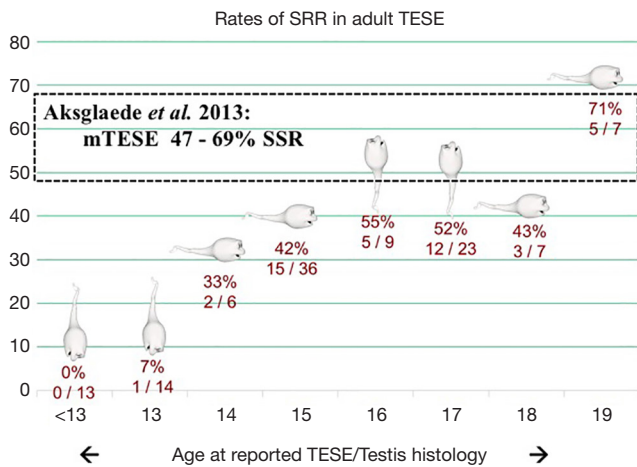 Rates of SRR in adult TESE
80
70
60
50
40
30
20
10
0
Aksglaede et al. 2013:
mTESE 47 - 69% SSR
0%
0 / 13
7%
1 / 14
33%
2 / 6
42%
15 / 36
55%
5 / 9
52%
12 / 23
43%
3 / 7
71%
5 / 7
<13 13 14 15 16 17 18 19
← Age at reported TESE/Testis histology →